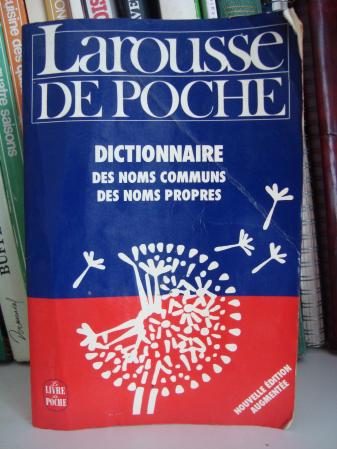 Larousse
DE POCHE
DICTIONNAIRE
DES NOMS COMMUNS
DES NOMS PROPRES
NOUVELLE ÉDITION
AUGMENTÉE
LE
LIVRE
DE
POCHE